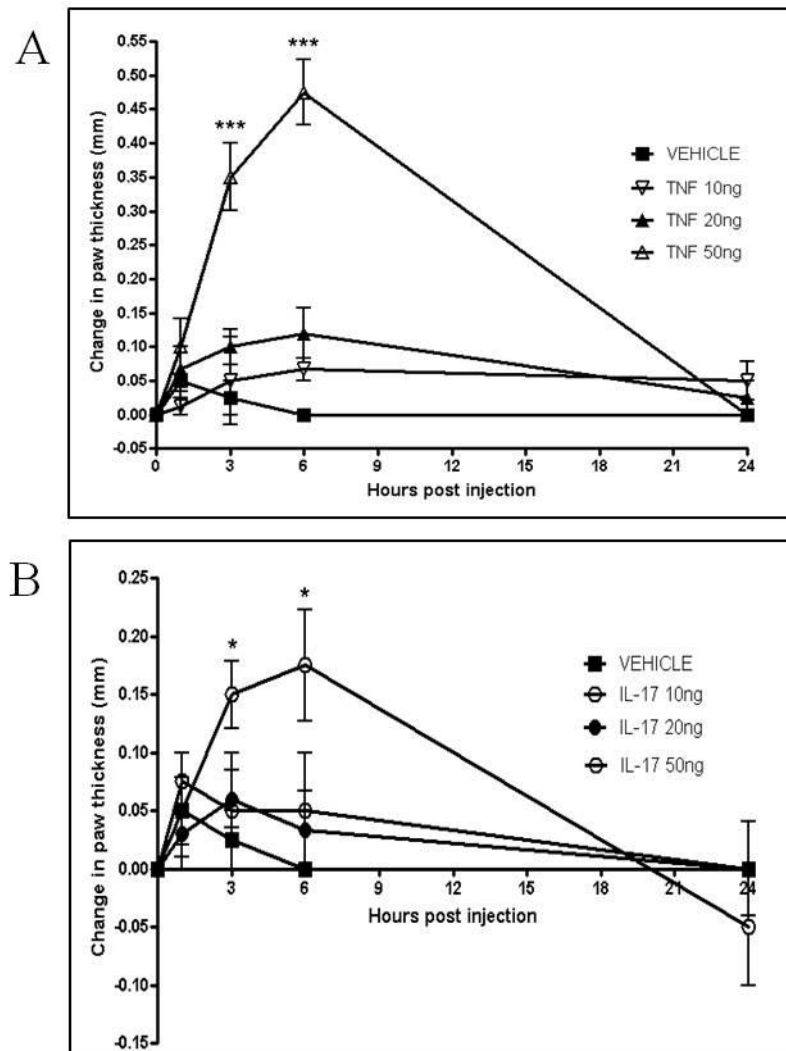 A
Change in paw thickness (mm)
0.55
0.50
0.45
0.40
0.35
0.30
0.25
0.20
0.15
0.10
0.05
0.00
-0.05
***
***
VEHICLE
TNF 10ng
TNF 20ng
TNF 50ng
0 3 6 9 12 15 18 21 24
Hours post injection
B
Change in paw thickness (mm)
0.25
0.20
0.15
0.10
0.05
0.00
-0.05
-0.10
-0.15
*
*
VEHICLE
IL-17 10ng
IL-17 20ng
IL-17 50ng
3 6 9 12 15 18 21 24
Hours post injection